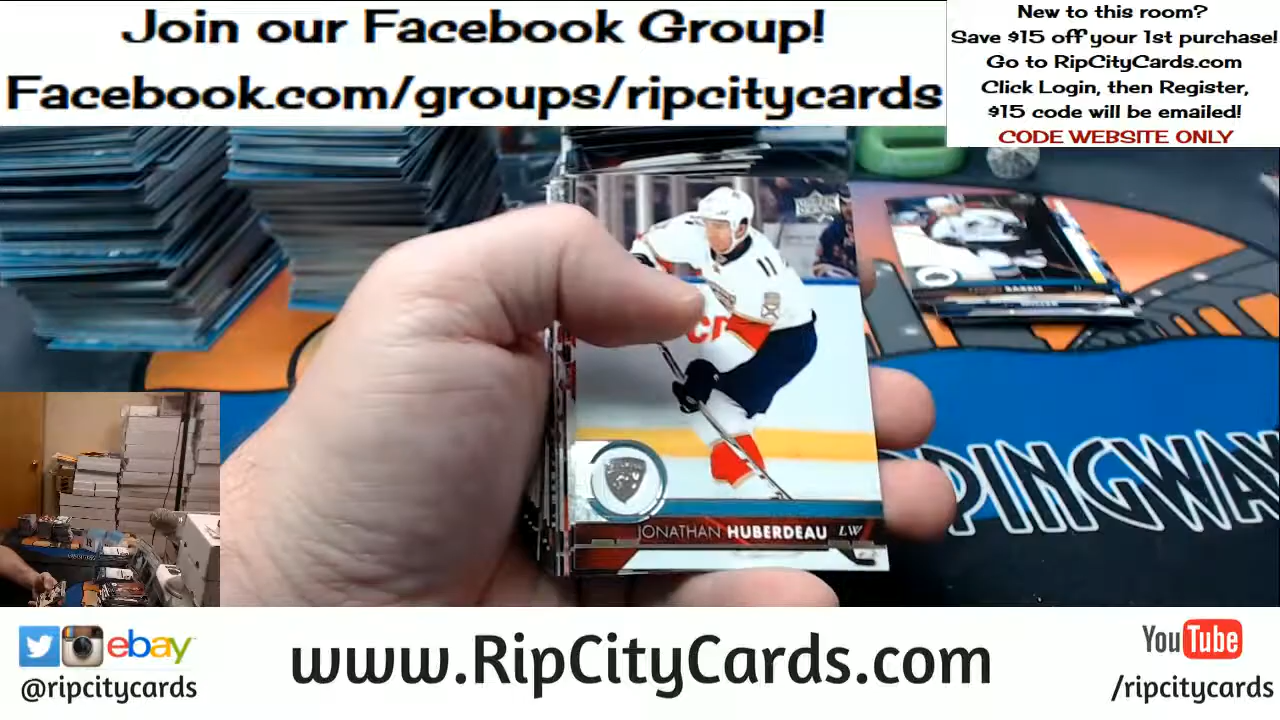 Join our Facebook Group!
Facebook.com/groups/ripcitycards
New to this room?
Save $15 off your 1st purchase!
Go to RipCityCards.com
Click Login, then Register,
$15 code will be emailed!
CODE WEBSITE ONLY
11
JONATHAN HUBERDEAU LW
ebay
@ripcitycards
www.RipCityCards.com
YouTube
/ripcitycards